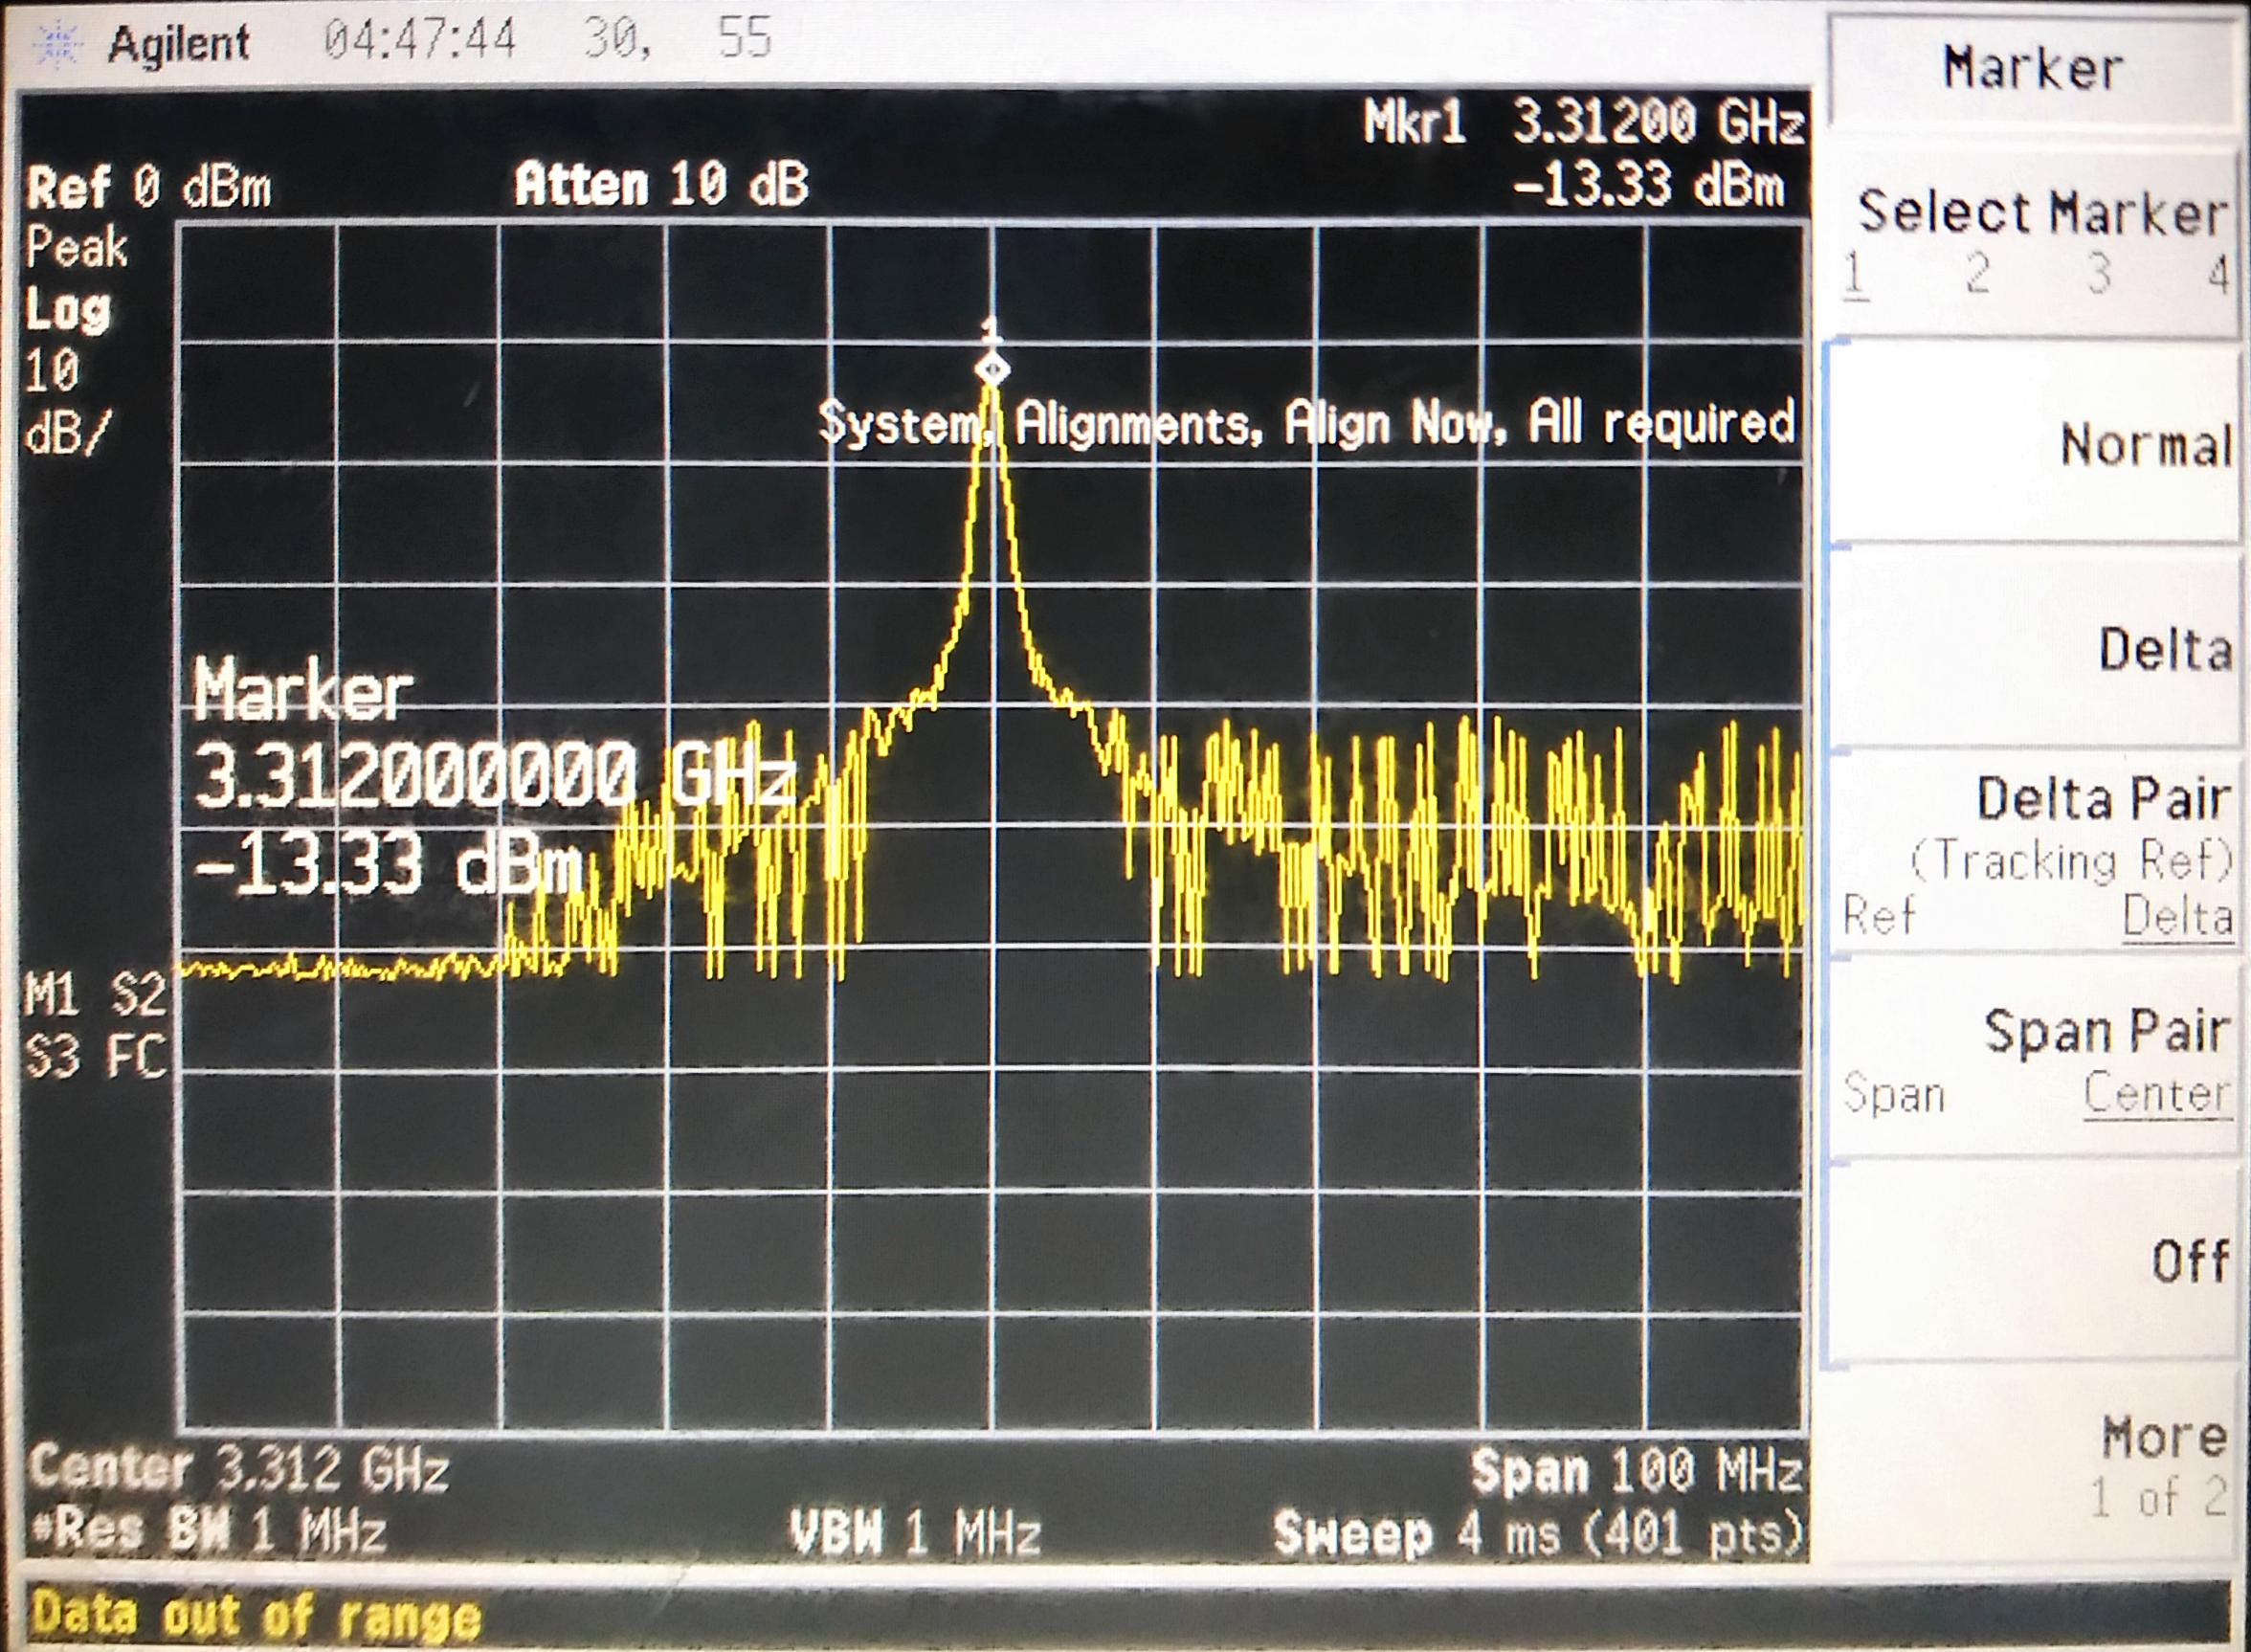 Agilent 04:47:44 30, 55
Mkr1 3.31200 GHz
Ref 0 dBm Atten 10 dB -13.33 dBm
Peak
Log
10
dB/
1
System, Alignments, Align Now, All required
Marker
3.312000000 GHz
-13.33 dBm
M1 S2
S3 FC
Center 3.312 GHz Span 100 MHz
#Res BW 1 MHz VBW 1 MHz Sweep 4 ms (401 pts)
Data out of range
Marker
Select Marker
1 2 3 4
Normal
Delta
Delta Pair
(Tracking Ref)
Ref Delta
Span Pair
Span Center
Off
More
1 of 2